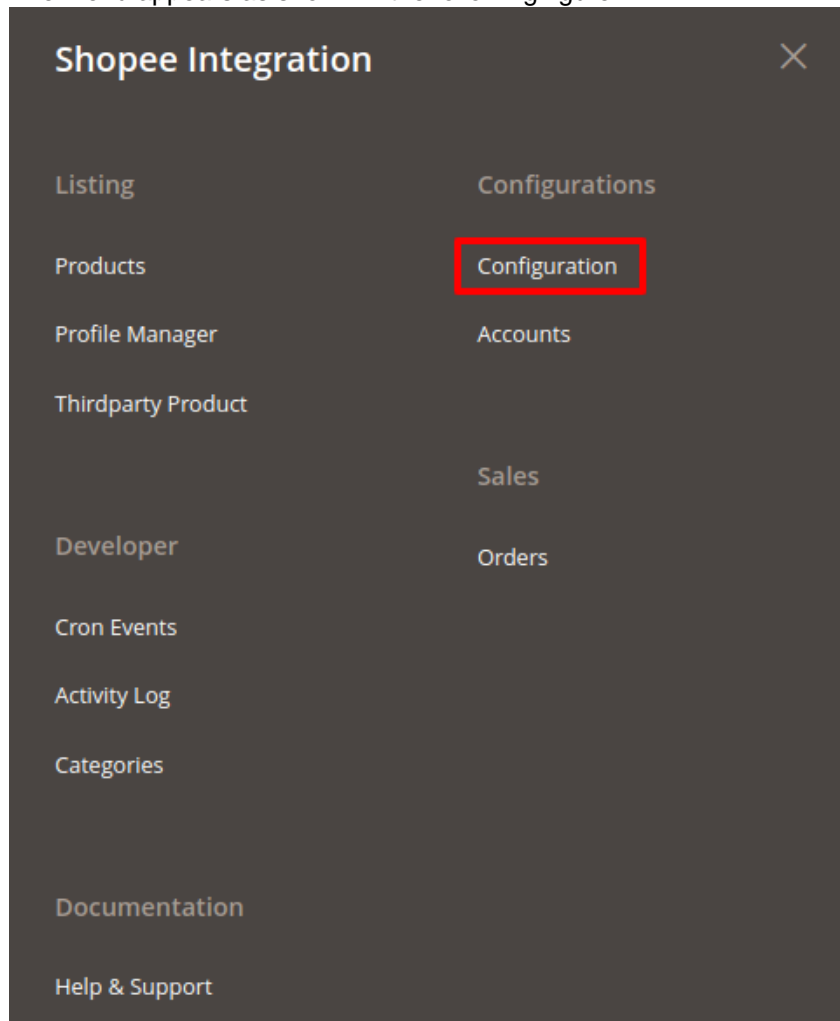 Shopee Integration
Listing
Products
Profile Manager
Thirdparty Product
Developer
Cron Events
Activity Log
Categories
Documentation
Help & Support
Configurations
Configuration
Accounts
Sales
Orders